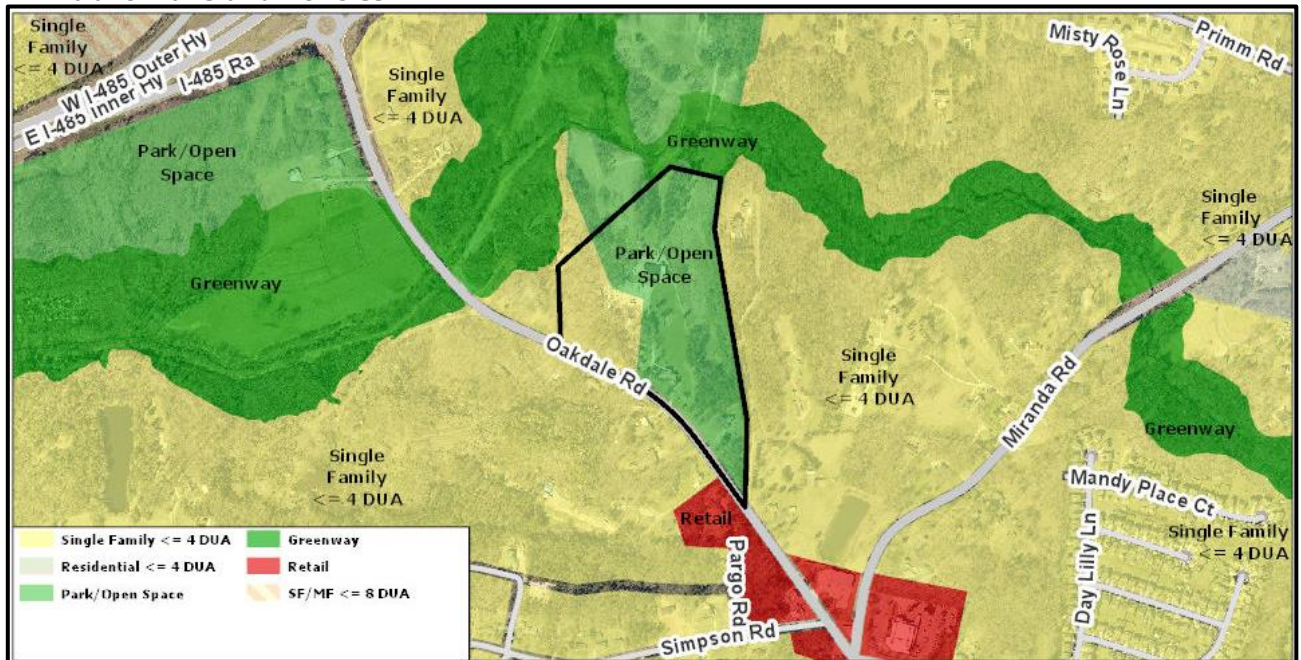 Single
Family
<= 4 DUA
W I-485 Outer Hy
E I-485 Inner Hy
I-485 Ra
Single
Family
<= 4 DUA
Misty Rose Ln
Primm Rd
Park/Open
Space
Greenway
Single
Family
<= 4 DUA
Greenway
Park/Open
Space
Oakdale Rd
Single
Family
<= 4 DUA
Miranda Rd
Greenway
Single
Family
<= 4 DUA
Mandy Place Ct
Retail
Single Family
<= 4 DUA
Pargo Rd
Day Lilly Ln
Simpson Rd
Single Family <= 4 DUA
Greenway
Residential <= 4 DUA
Retail
Park/Open Space
SF/MF <= 8 DUA